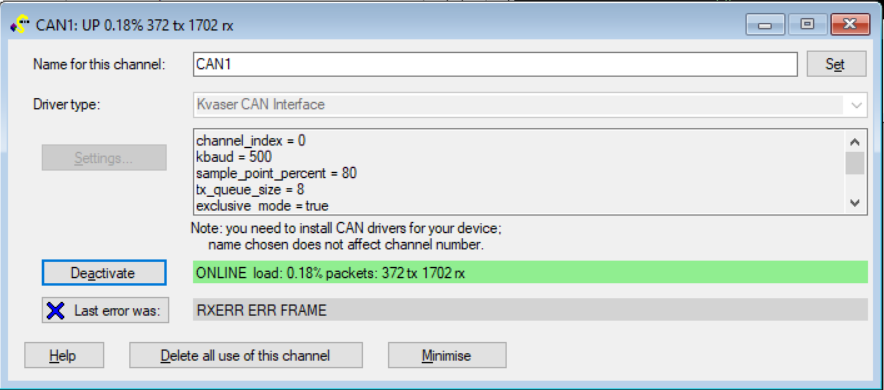 CAN1: UP 0.18% 372 tx 1702 rx
Name for this channel: CAN1 Set
Driver type: Kvaser CAN Interface
Settings...
channel_index = 0
kbaud = 500
sample_point_percent = 80
tx_queue_size = 8
exclusive_mode = true
Note: you need to install CAN drivers for your device;
name chosen does not affect channel number.
Deactivate ONLINE load: 0.18% packets: 372 tx 1702 rx
Last error was: RXERR ERR FRAME
Help Delete all use of this channel Minimise